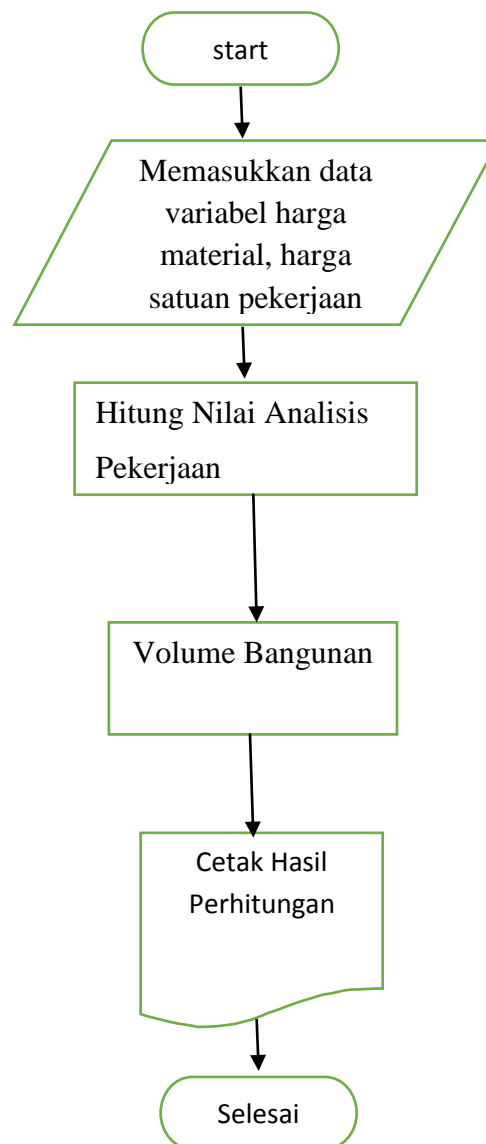 start
Memasukkan data
variabel harga
material, harga
satuan pekerjaan
Hitung Nilai Analisis
Pekerjaan
Volume Bangunan
Cetak Hasil
Perhitungan
Selesai